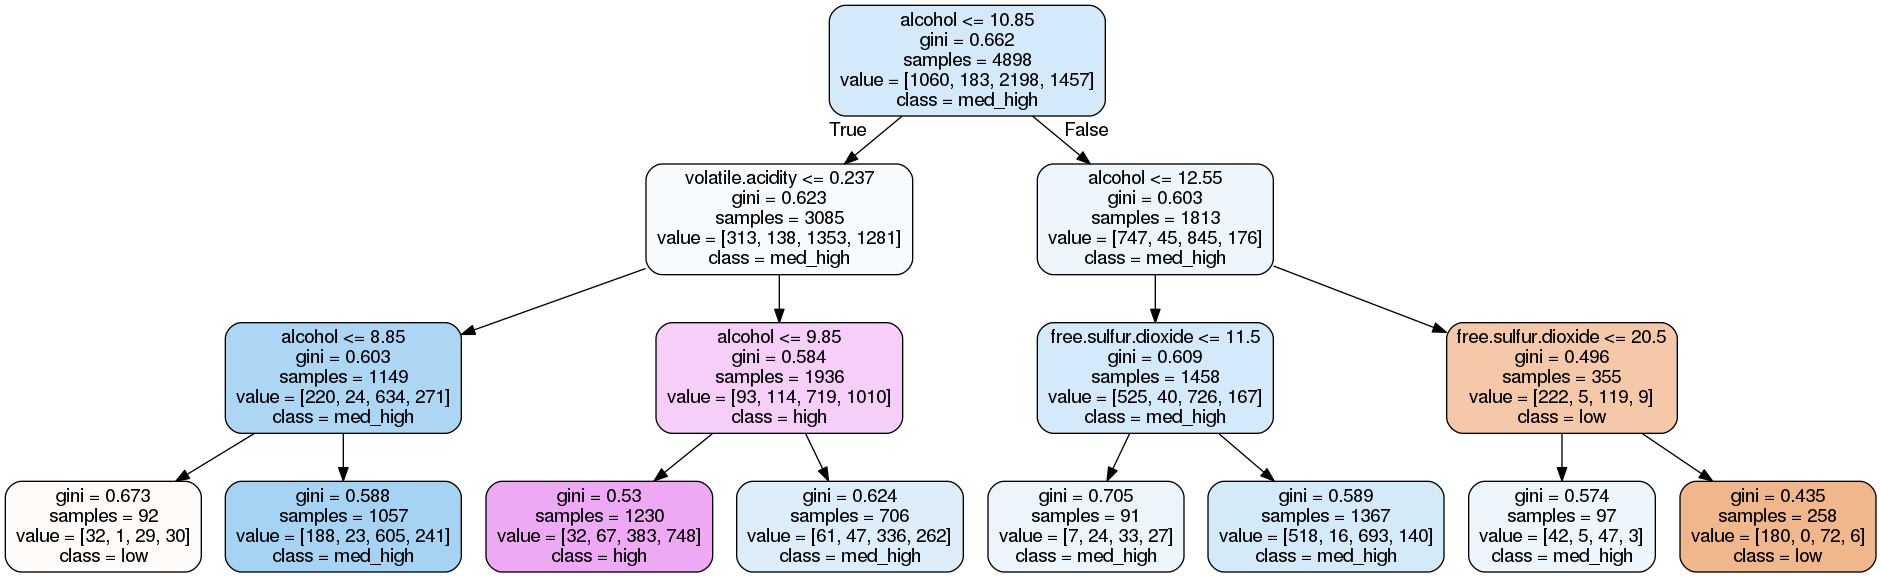 alcohol <= 10.85
gini = 0.662
samples = 4898
value = [1060, 183, 2198, 1457]
class = med_high
True
False
volatile.acidity <= 0.237
gini = 0.623
samples = 3085
value = [313, 138, 1353, 1281]
class = med_high
alcohol <= 12.55
gini = 0.603
samples = 1813
value = [747, 45, 845, 176]
class = med_high
alcohol <= 8.85
gini = 0.603
samples = 1149
value = [220, 24, 634, 271]
class = med_high
alcohol <= 9.85
gini = 0.584
samples = 1936
value = [93, 114, 719, 1010]
class = high
free.sulfur.dioxide <= 11.5
gini = 0.609
samples = 1458
value = [525, 40, 726, 167]
class = med_high
free.sulfur.dioxide <= 20.5
gini = 0.496
samples = 355
value = [222, 5, 119, 9]
class = low
gini = 0.673
samples = 92
value = [32, 1, 29, 30]
class = low
gini = 0.588
samples = 1057
value = [188, 23, 605, 241]
class = med_high
gini = 0.53
samples = 1230
value = [32, 67, 383, 748]
class = high
gini = 0.624
samples = 706
value = [61, 47, 336, 262]
class = med_high
gini = 0.705
samples = 91
value = [7, 24, 33, 27]
class = med_high
gini = 0.589
samples = 1367
value = [518, 16, 693, 140]
class = med_high
gini = 0.574
samples = 97
value = [42, 5, 47, 3]
class = med_high
gini = 0.435
samples = 258
value = [180, 0, 72, 6]
class = low